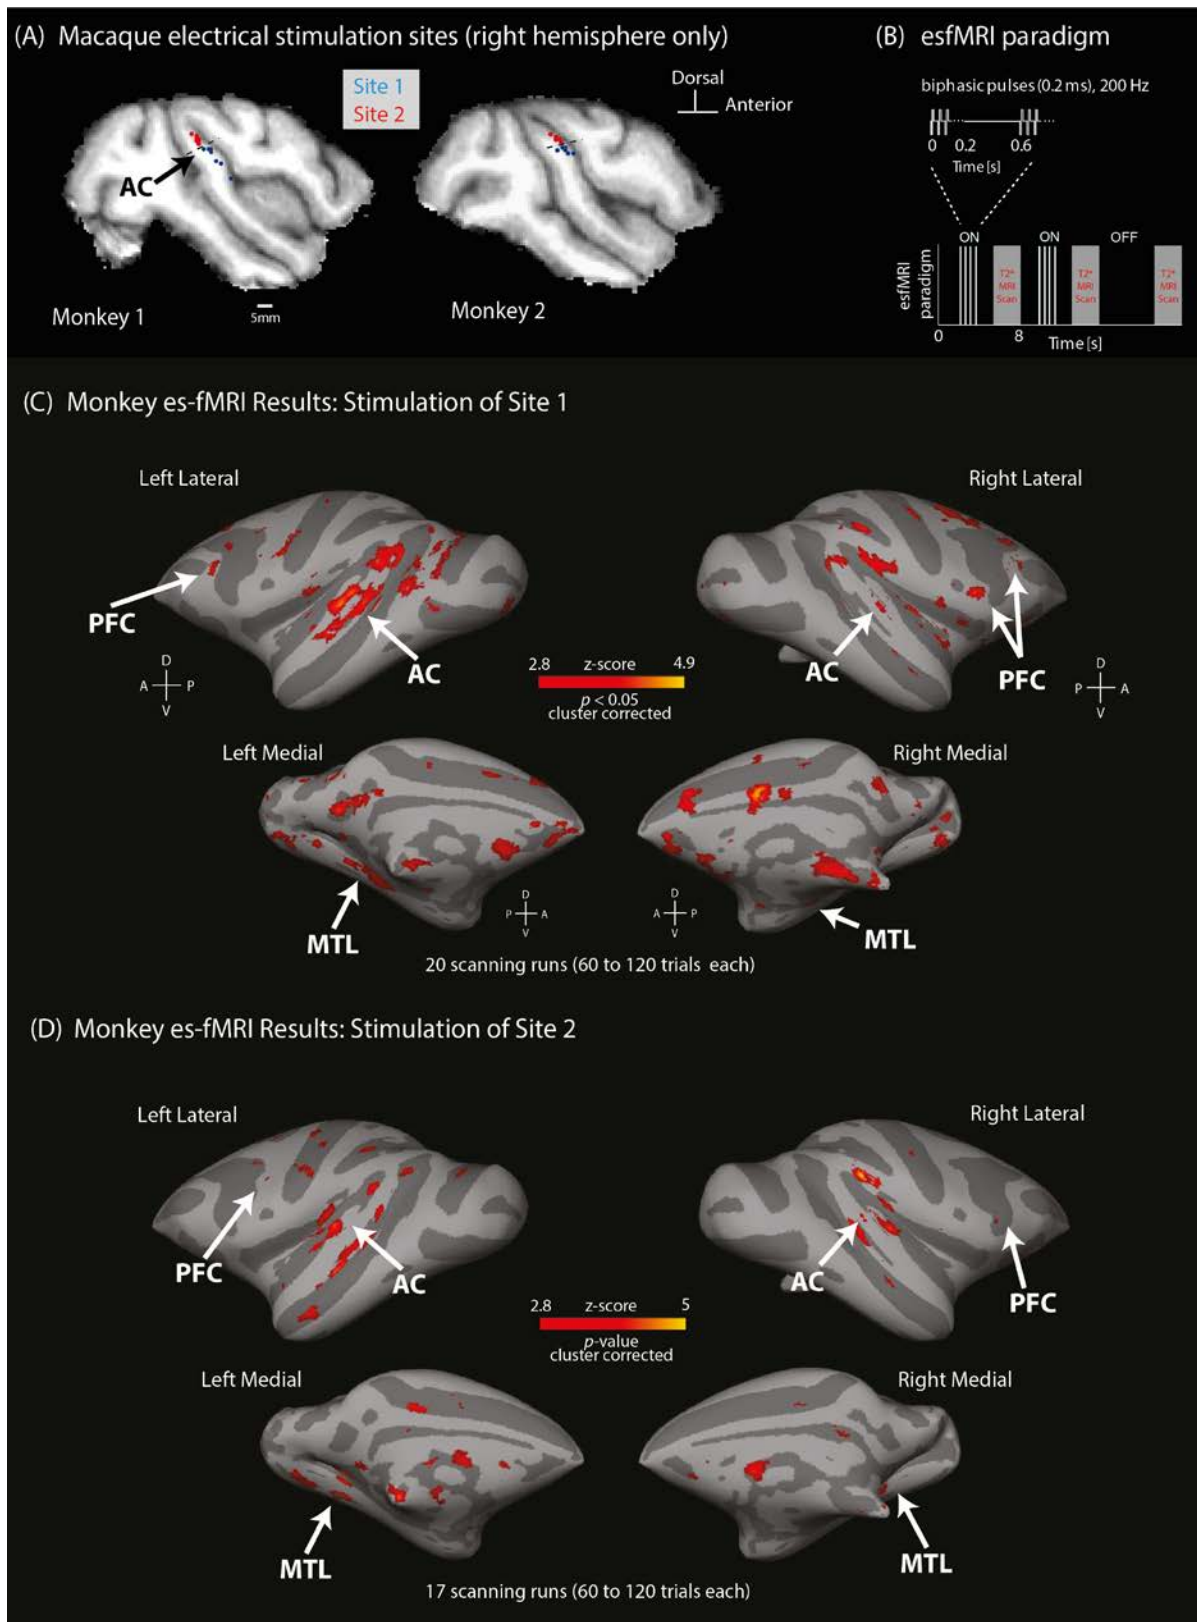 (A) Macaque electrical stimulation sites (right hemisphere only)
Site 1
Site 2
Dorsal
Anterior
AC
Monkey 1
5mm
Monkey 2
(B) esfMRI paradigm
biphasic pulses (0.2 ms), 200 Hz
0 0.2 0.6
Time [s]
ON ON OFF
esfMRI
paradigm
T2*
MRI
Scan
T2*
MRI
Scan
T2*
MRI
Scan
0 8
Time [s]
(C) Monkey es-fMRI Results: Stimulation of Site 1
Left Lateral
Right Lateral
PFC
AC
D
A P
V
2.8 z-score 4.9
p < 0.05
cluster corrected
AC
PFC
D
P A
V
Left Medial
Right Medial
MTL
D
P A
V
D
A P
V
MTL
20 scanning runs (60 to 120 trials each)
(D) Monkey es-fMRI Results: Stimulation of Site 2
Left Lateral
Right Lateral
PFC
AC
AC
PFC
2.8 z-score 5
p-value
cluster corrected
Left Medial
Right Medial
MTL
MTL
17 scanning runs (60 to 120 trials each)